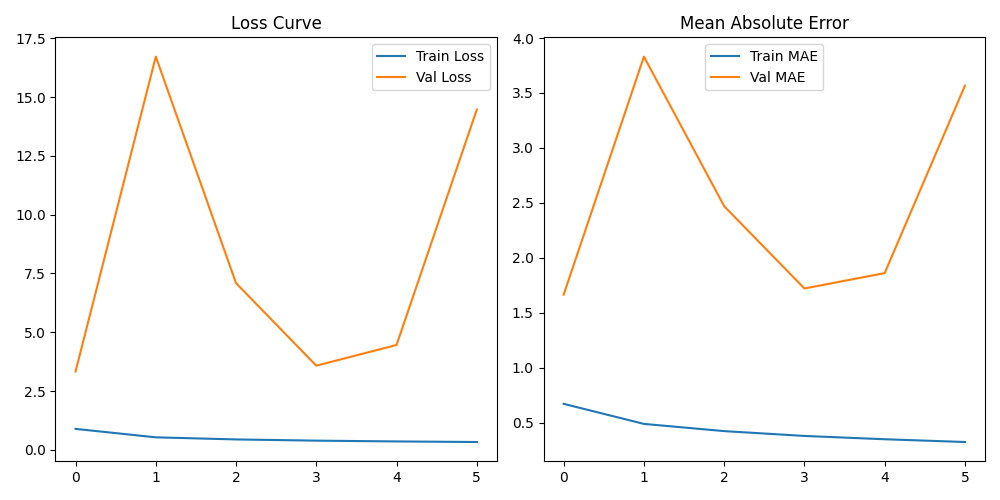 Loss Curve
17.5
15.0
12.5
10.0
7.5
5.0
2.5
0.0
0 1 2 3 4 5
Train Loss
Val Loss
Mean Absolute Error
4.0
3.5
3.0
2.5
2.0
1.5
1.0
0.5
0 1 2 3 4 5
Train MAE
Val MAE